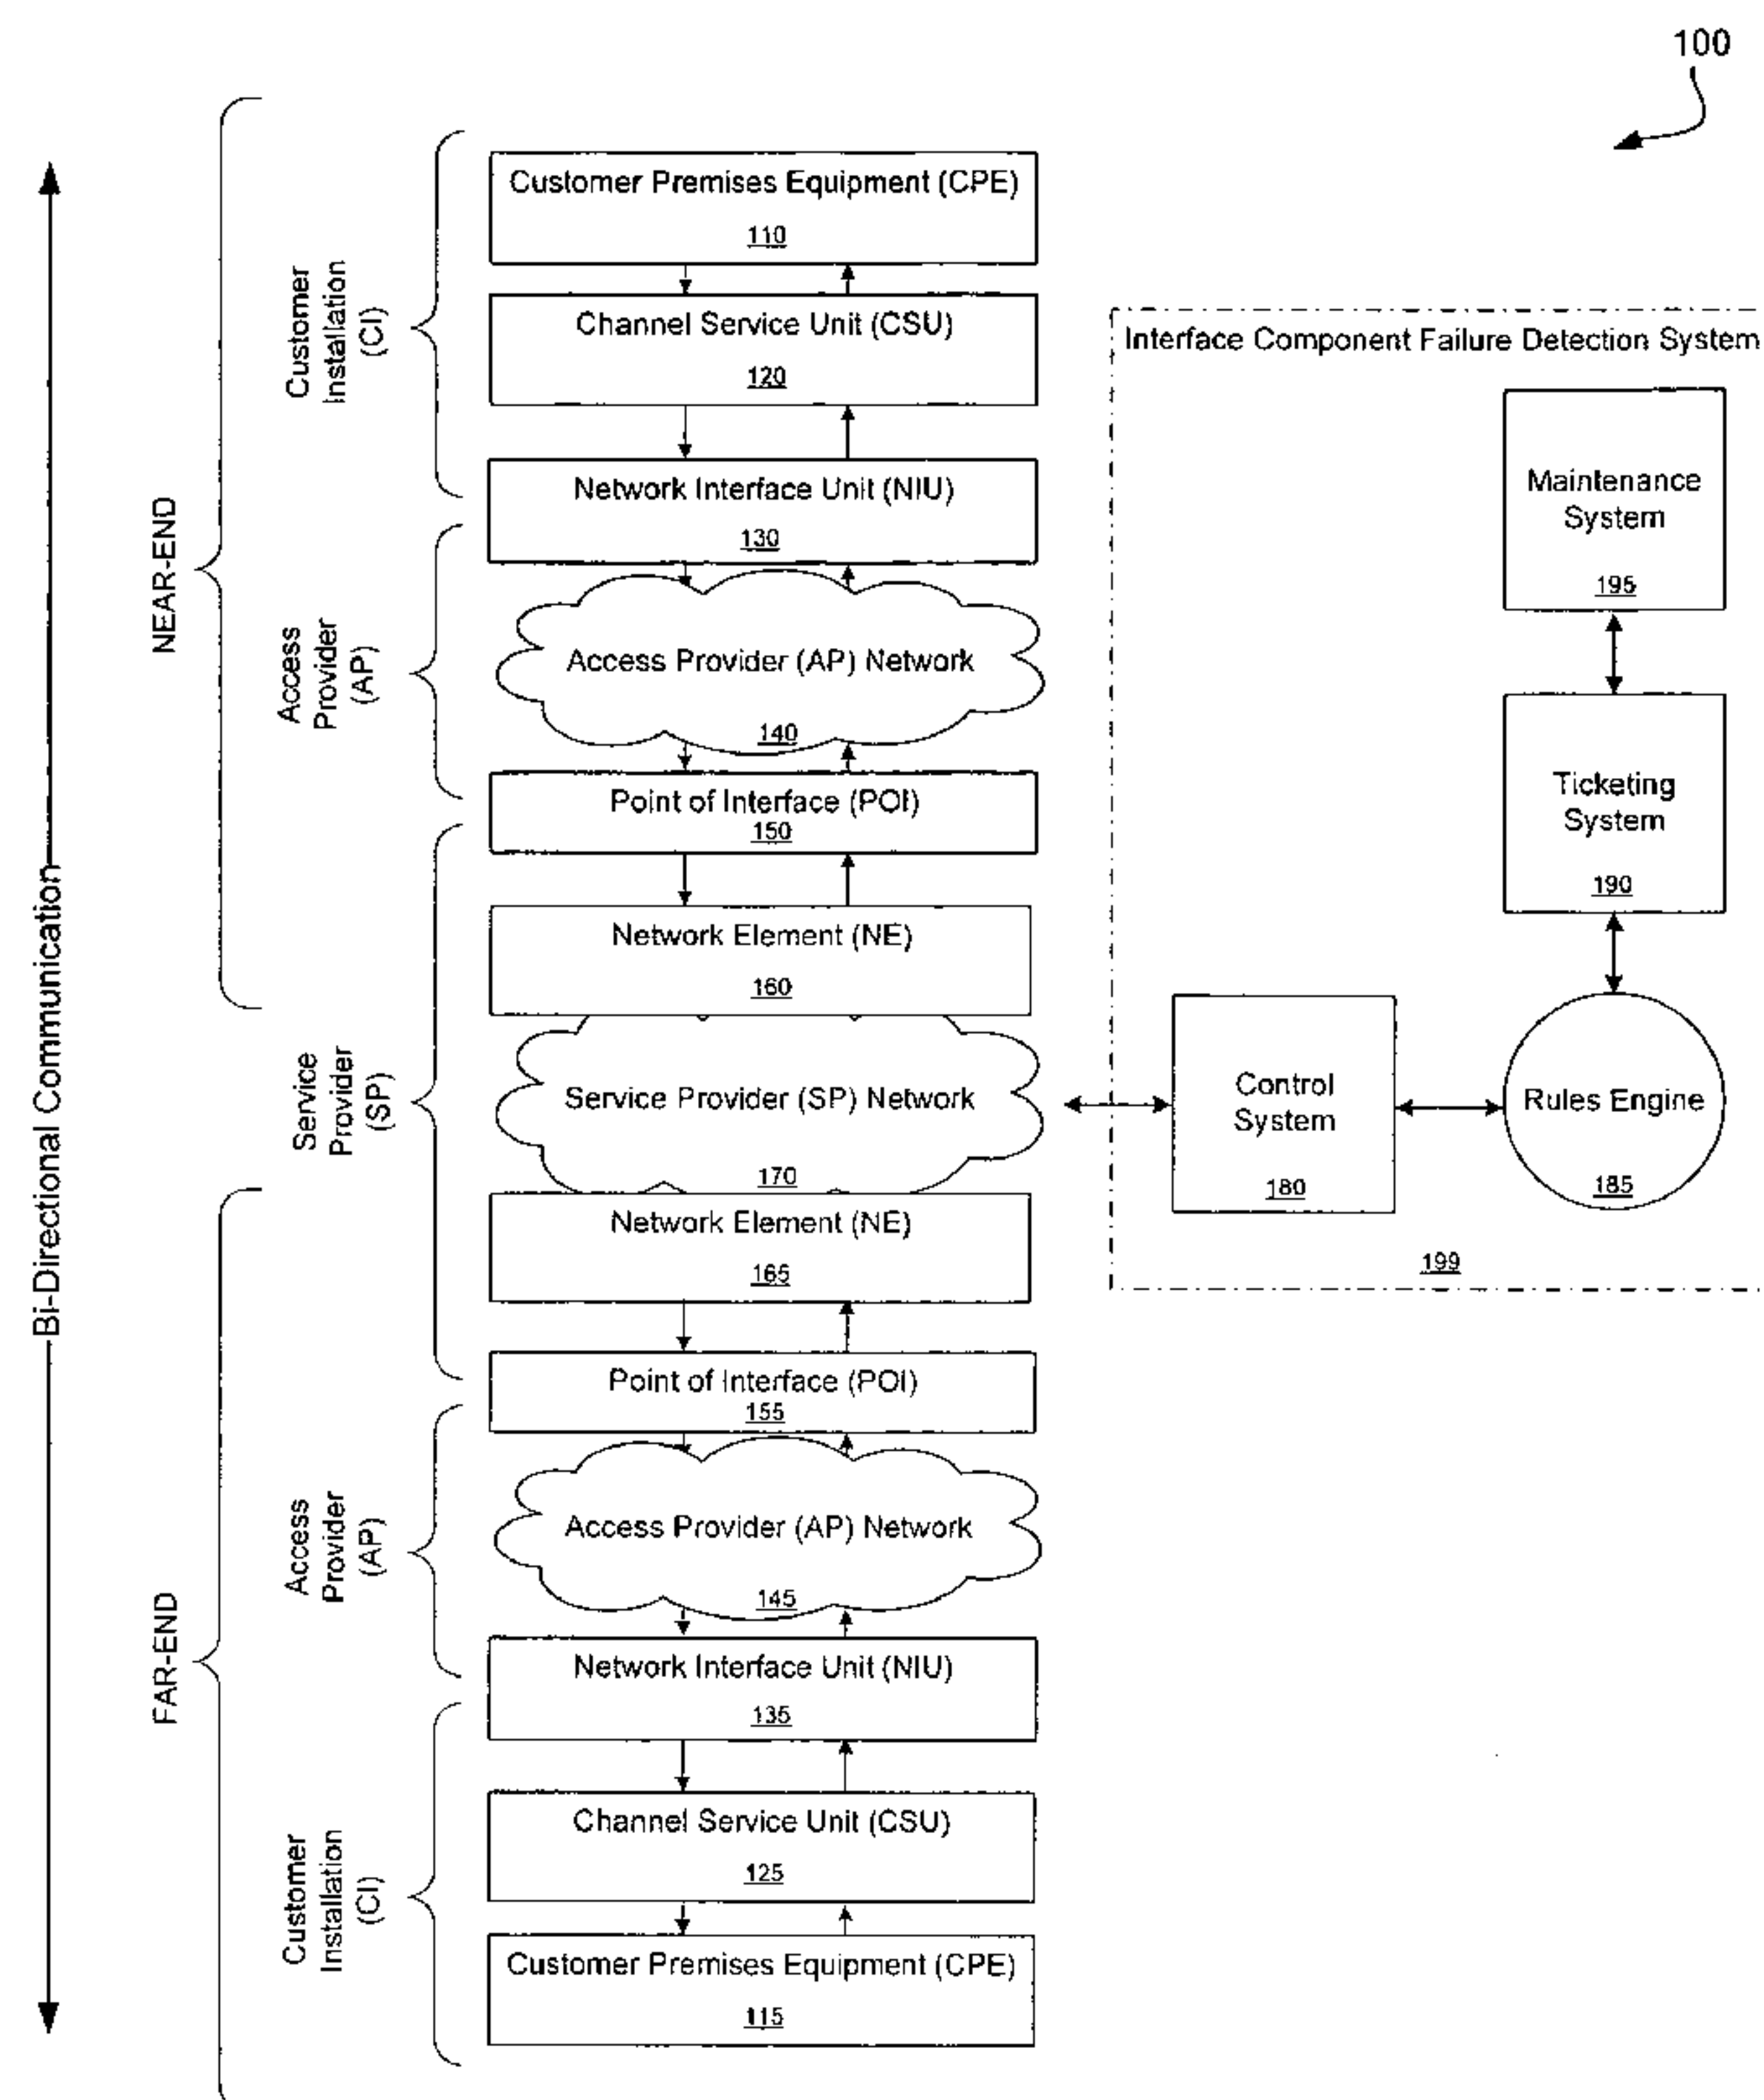 100
Bi-Directional Communication
NEAR-END
FAR-END
Customer
Installation
(CI)
Access
Provider
(AP)
Service
Provider
(SP)
Access
Provider
(AP)
Customer
Installation
(CI)
Customer Premises Equipment (CPE)
110
Channel Service Unit (CSU)
120
Network Interface Unit (NIU)
130
Access Provider (AP) Network
140
Point of Interface (POI)
150
Network Element (NE)
160
Service Provider (SP) Network
170
Network Element (NE)
165
Point of Interface (POI)
155
Access Provider (AP) Network
145
Network Interface Unit (NIU)
135
Channel Service Unit (CSU)
125
Customer Premises Equipment (CPE)
115
Interface Component Failure Detection System
Maintenance
System
195
Ticketing
System
190
Control
System
180
Rules Engine
185
199